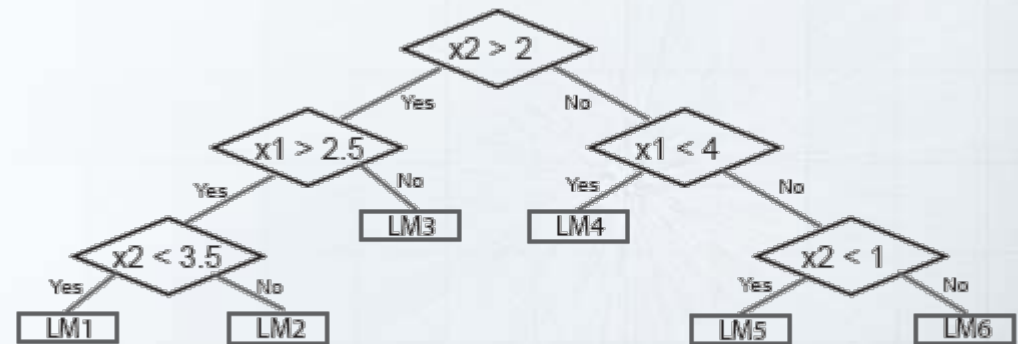 x2 > 2
Yes
No
x1 > 2.5
x1 < 4
Yes
No
Yes
No
LM3
LM4
x2 < 3.5
x2 < 1
Yes
No
Yes
No
LM1
LM2
LM5
LM6